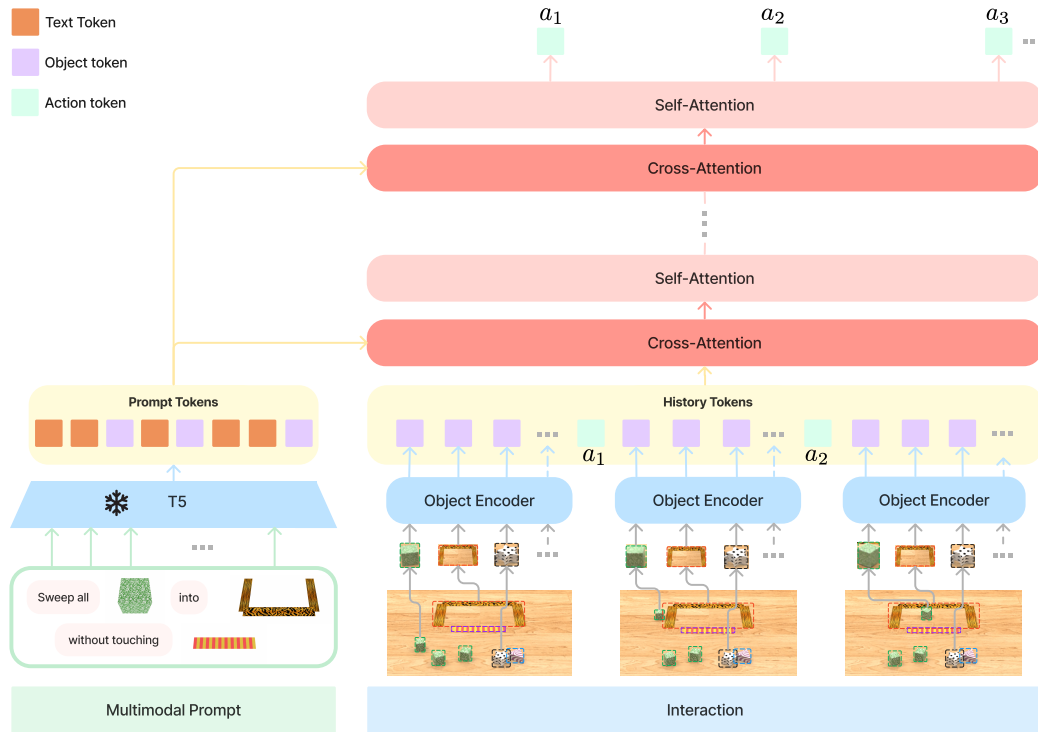 Text Token
Object token
Action token
a₁ a₂ a₃
Self-Attention
Cross-Attention
Self-Attention
Cross-Attention
Prompt Tokens
History Tokens
a₁ a₂
T5
Object Encoder Object Encoder Object Encoder
Sweep all into
without touching
Multimodal Prompt
Interaction